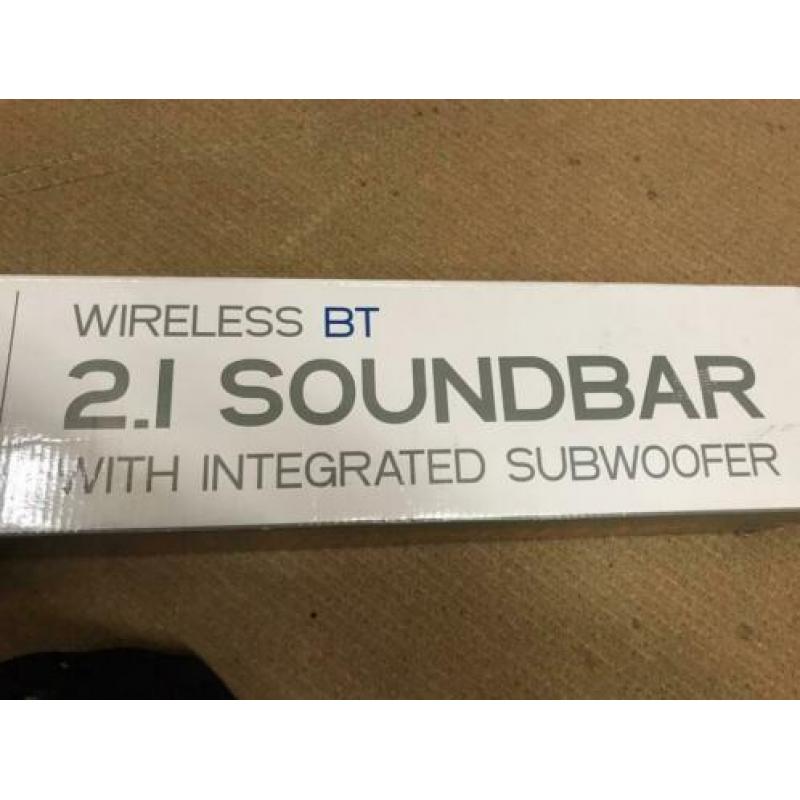 WIRELESS BT
2.1 SOUNDBAR
WITH INTEGRATED SUBWOOFER